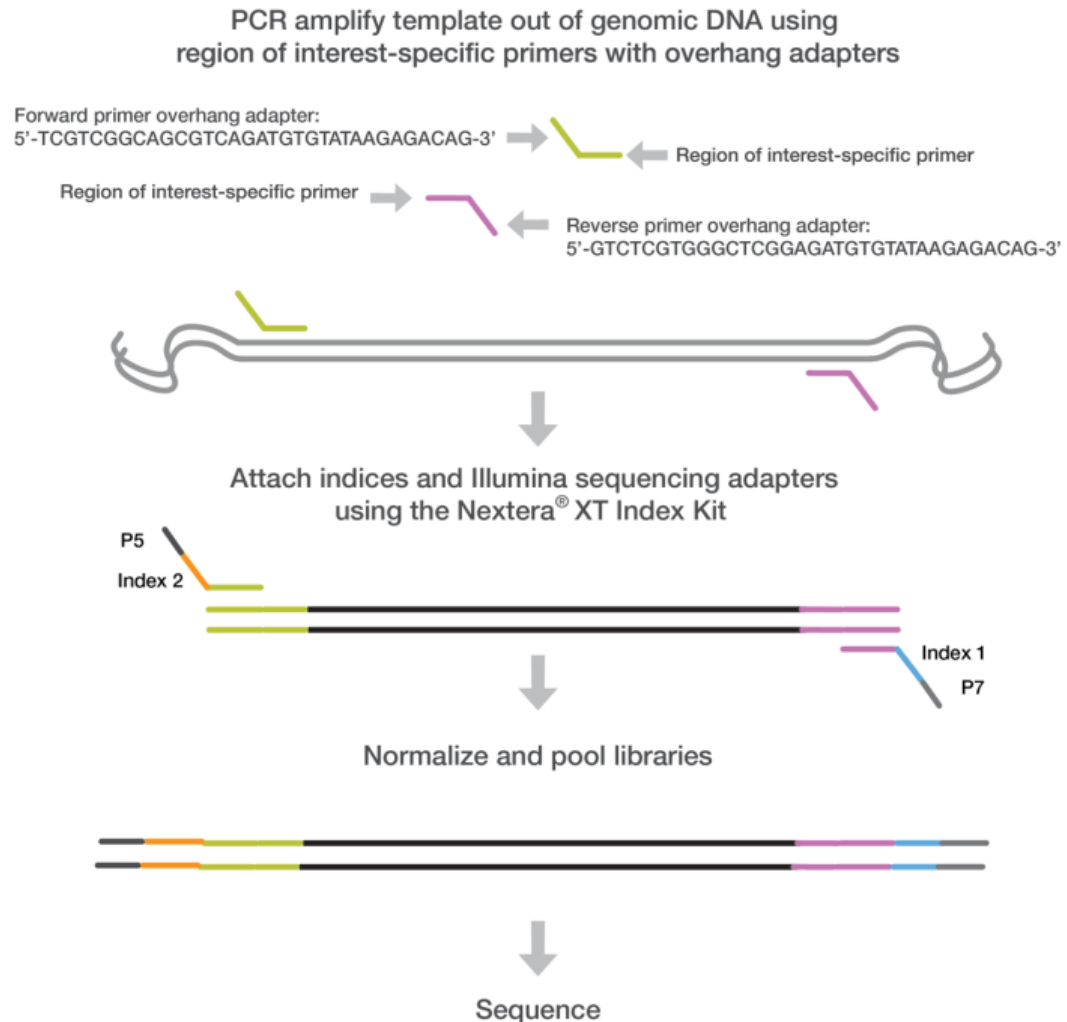 PCR amplify template out of genomic DNA using
region of interest-specific primers with overhang adapters
Forward primer overhang adapter:
5’-TCGTCGGCAGCGTCAGATGTGTATAAGAGACAG-3’
Region of interest-specific primer
Region of interest-specific primer
Reverse primer overhang adapter:
5’-GTCTCGTGGGCTCGGAGATGTGTATAAGAGACAG-3’
Attach indices and Illumina sequencing adapters
using the Nextera® XT Index Kit
P5
Index 2
Index 1
P7
Normalize and pool libraries
Sequence